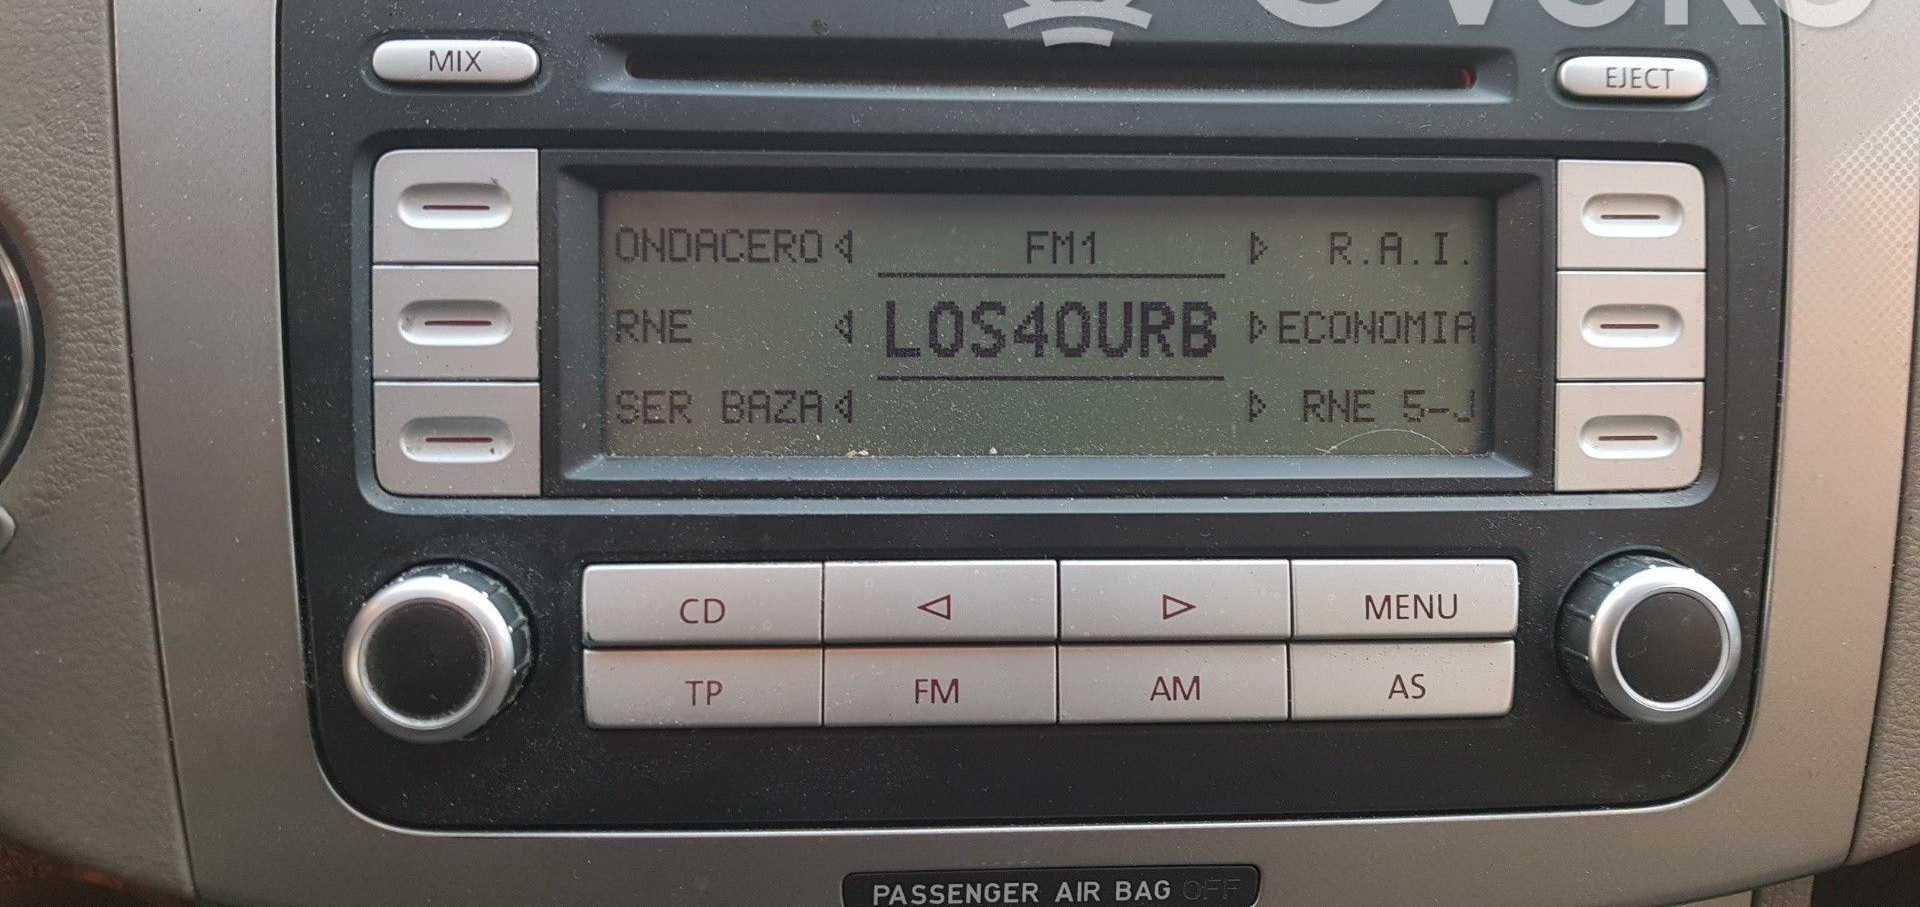 MIX
EJECT
ONDACERO FM1 R.A.I.
RNE LOS40URB ECONOMIA
SER BAZA RNE 5-J
CD MENU
TP FM AM AS
PASSENGER AIR BAG OFF